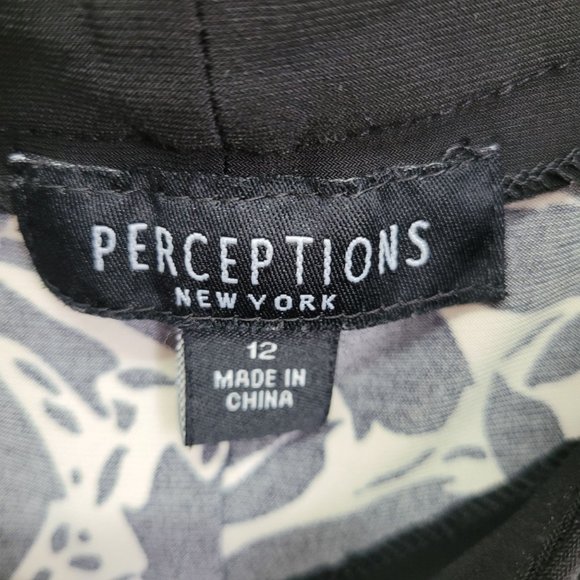 PERCEPTIONS
NEW YORK
12
MADE IN
CHINA